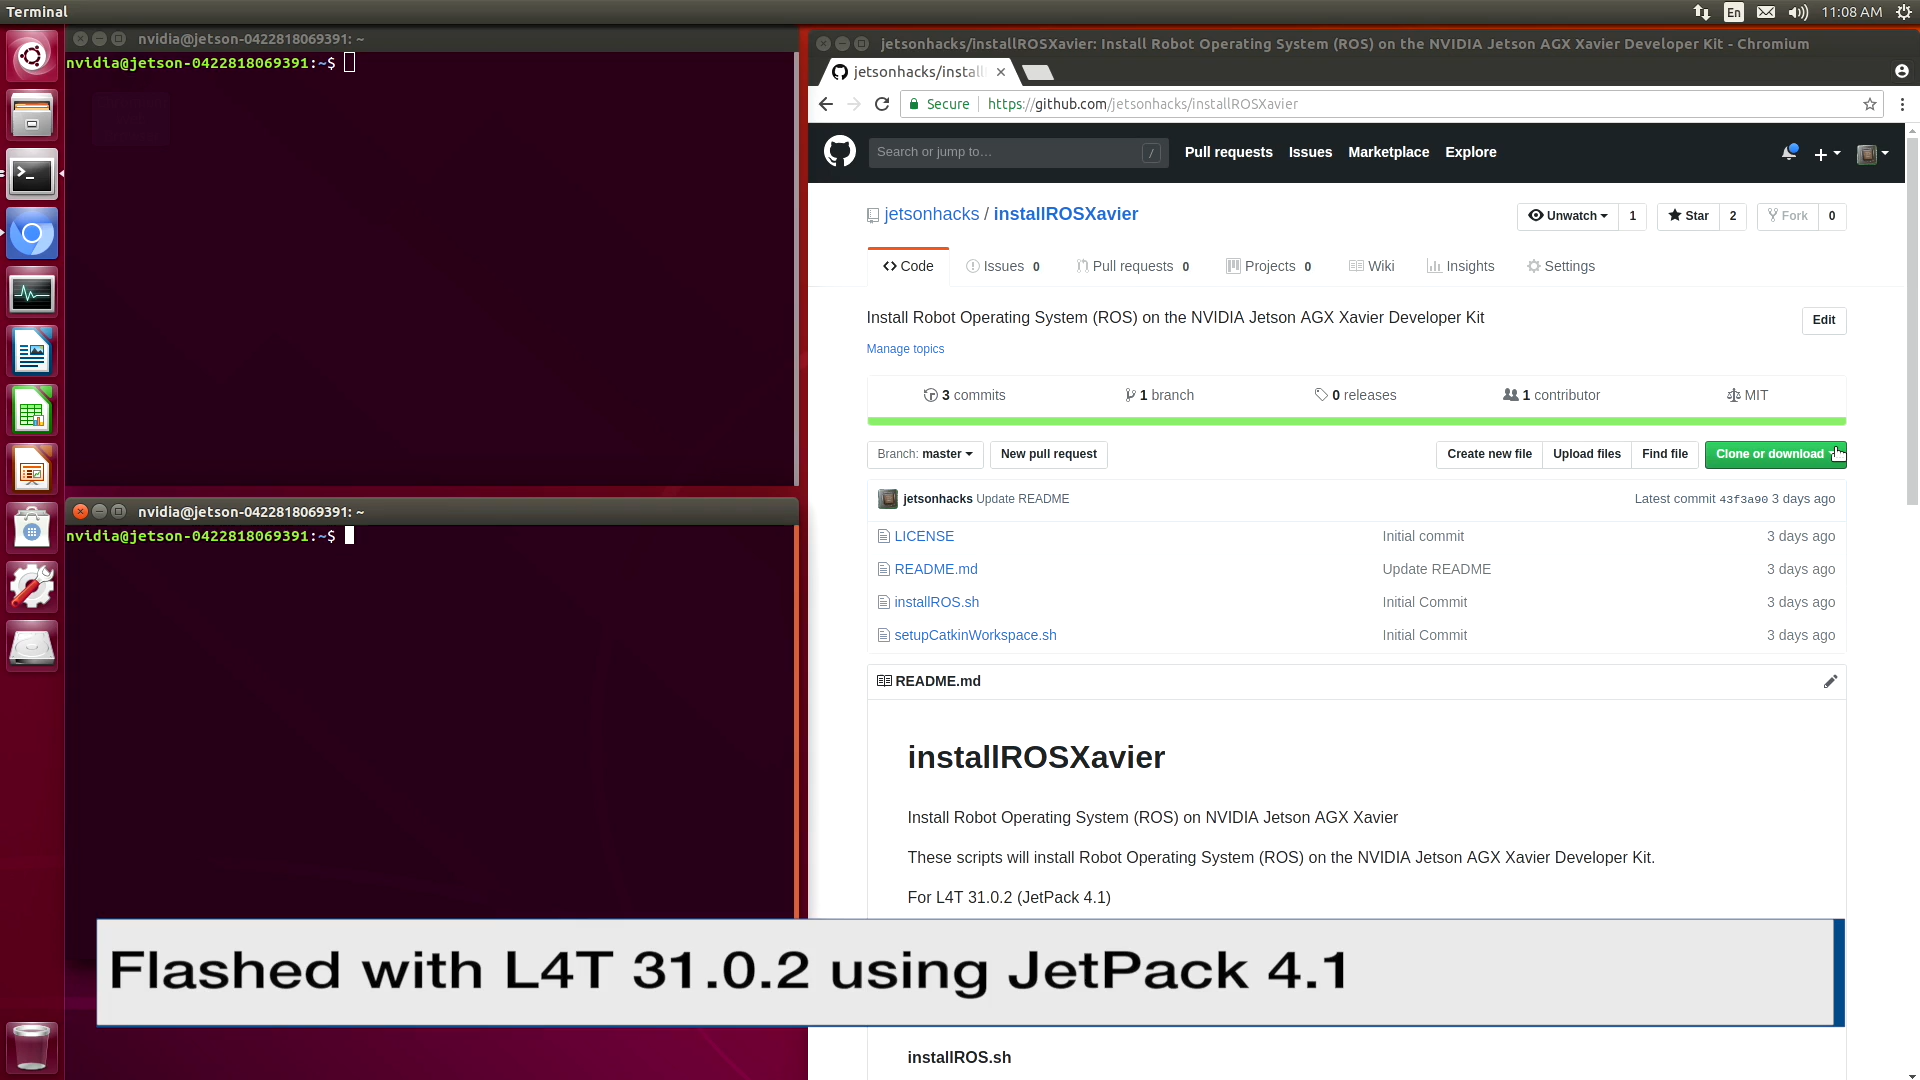 Terminal
En
11:08 AM
nvidia@jetson-0422818069391: ~
nvidia@jetson-0422818069391:~$
nvidia@jetson-0422818069391: ~
nvidia@jetson-0422818069391:~$
jetsonhacks/installROSXavier: Install Robot Operating System (ROS) on the NVIDIA Jetson AGX Xavier Developer Kit - Chromium
jetsonhacks/install
Secure
https://github.com/jetsonhacks/installROSXavier
Search or jump to…
/
Pull requests
Issues
Marketplace
Explore
jetsonhacks / installROSXavier
Unwatch 1
Star 2
Fork 0
Code
Issues 0
Pull requests 0
Projects 0
Wiki
Insights
Settings
Install Robot Operating System (ROS) on the NVIDIA Jetson AGX Xavier Developer Kit
Edit
Manage topics
3 commits
1 branch
0 releases
1 contributor
MIT
Branch: master
New pull request
Create new file
Upload files
Find file
Clone or download
jetsonhacks Update README
Latest commit 43f3a90 3 days ago
LICENSE Initial commit 3 days ago
README.md Update README 3 days ago
installROS.sh Initial Commit 3 days ago
setupCatkinWorkspace.sh Initial Commit 3 days ago
README.md
installROSXavier
Install Robot Operating System (ROS) on NVIDIA Jetson AGX Xavier
These scripts will install Robot Operating System (ROS) on the NVIDIA Jetson AGX Xavier Developer Kit.
For L4T 31.0.2 (JetPack 4.1)
Flashed with L4T 31.0.2 using JetPack 4.1
installROS.sh